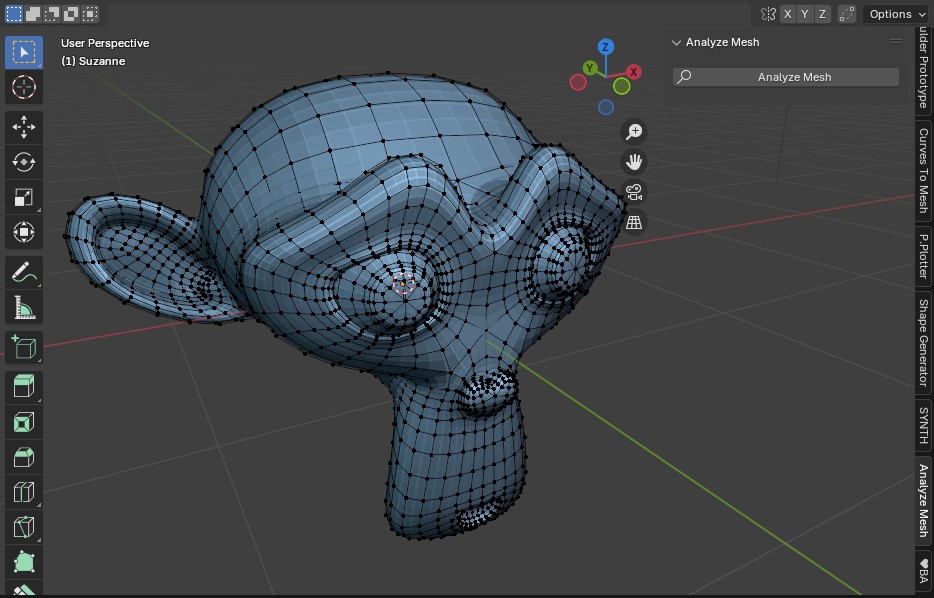 X Y Z
Options
User Perspective
(1) Suzanne
Z
Y
X
Analyze Mesh
Analyze Mesh
ulder Prototype
Curves To Mesh
P.Plotter
Shape Generator
SYNTH
Analyze Mesh
♥BA